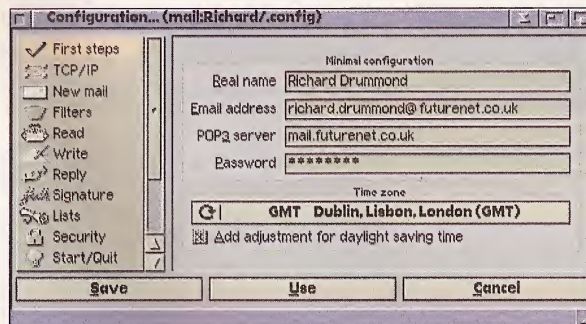 Configuration... (mail:Richard/.config)
First steps
TCP/IP
New mail
Filters
Read
Write
Reply
Signature
Lists
Security
Start/Quit
Minimal configuration
Real name Richard Drummond
Email address richard.drummond@futurenet.co.uk
POP3 server mail.futurenet.co.uk
Password ********
Time zone
GMT Dublin, Lisbon, London (GMT)
Add adjustment for daylight saving time
Save Use Cancel